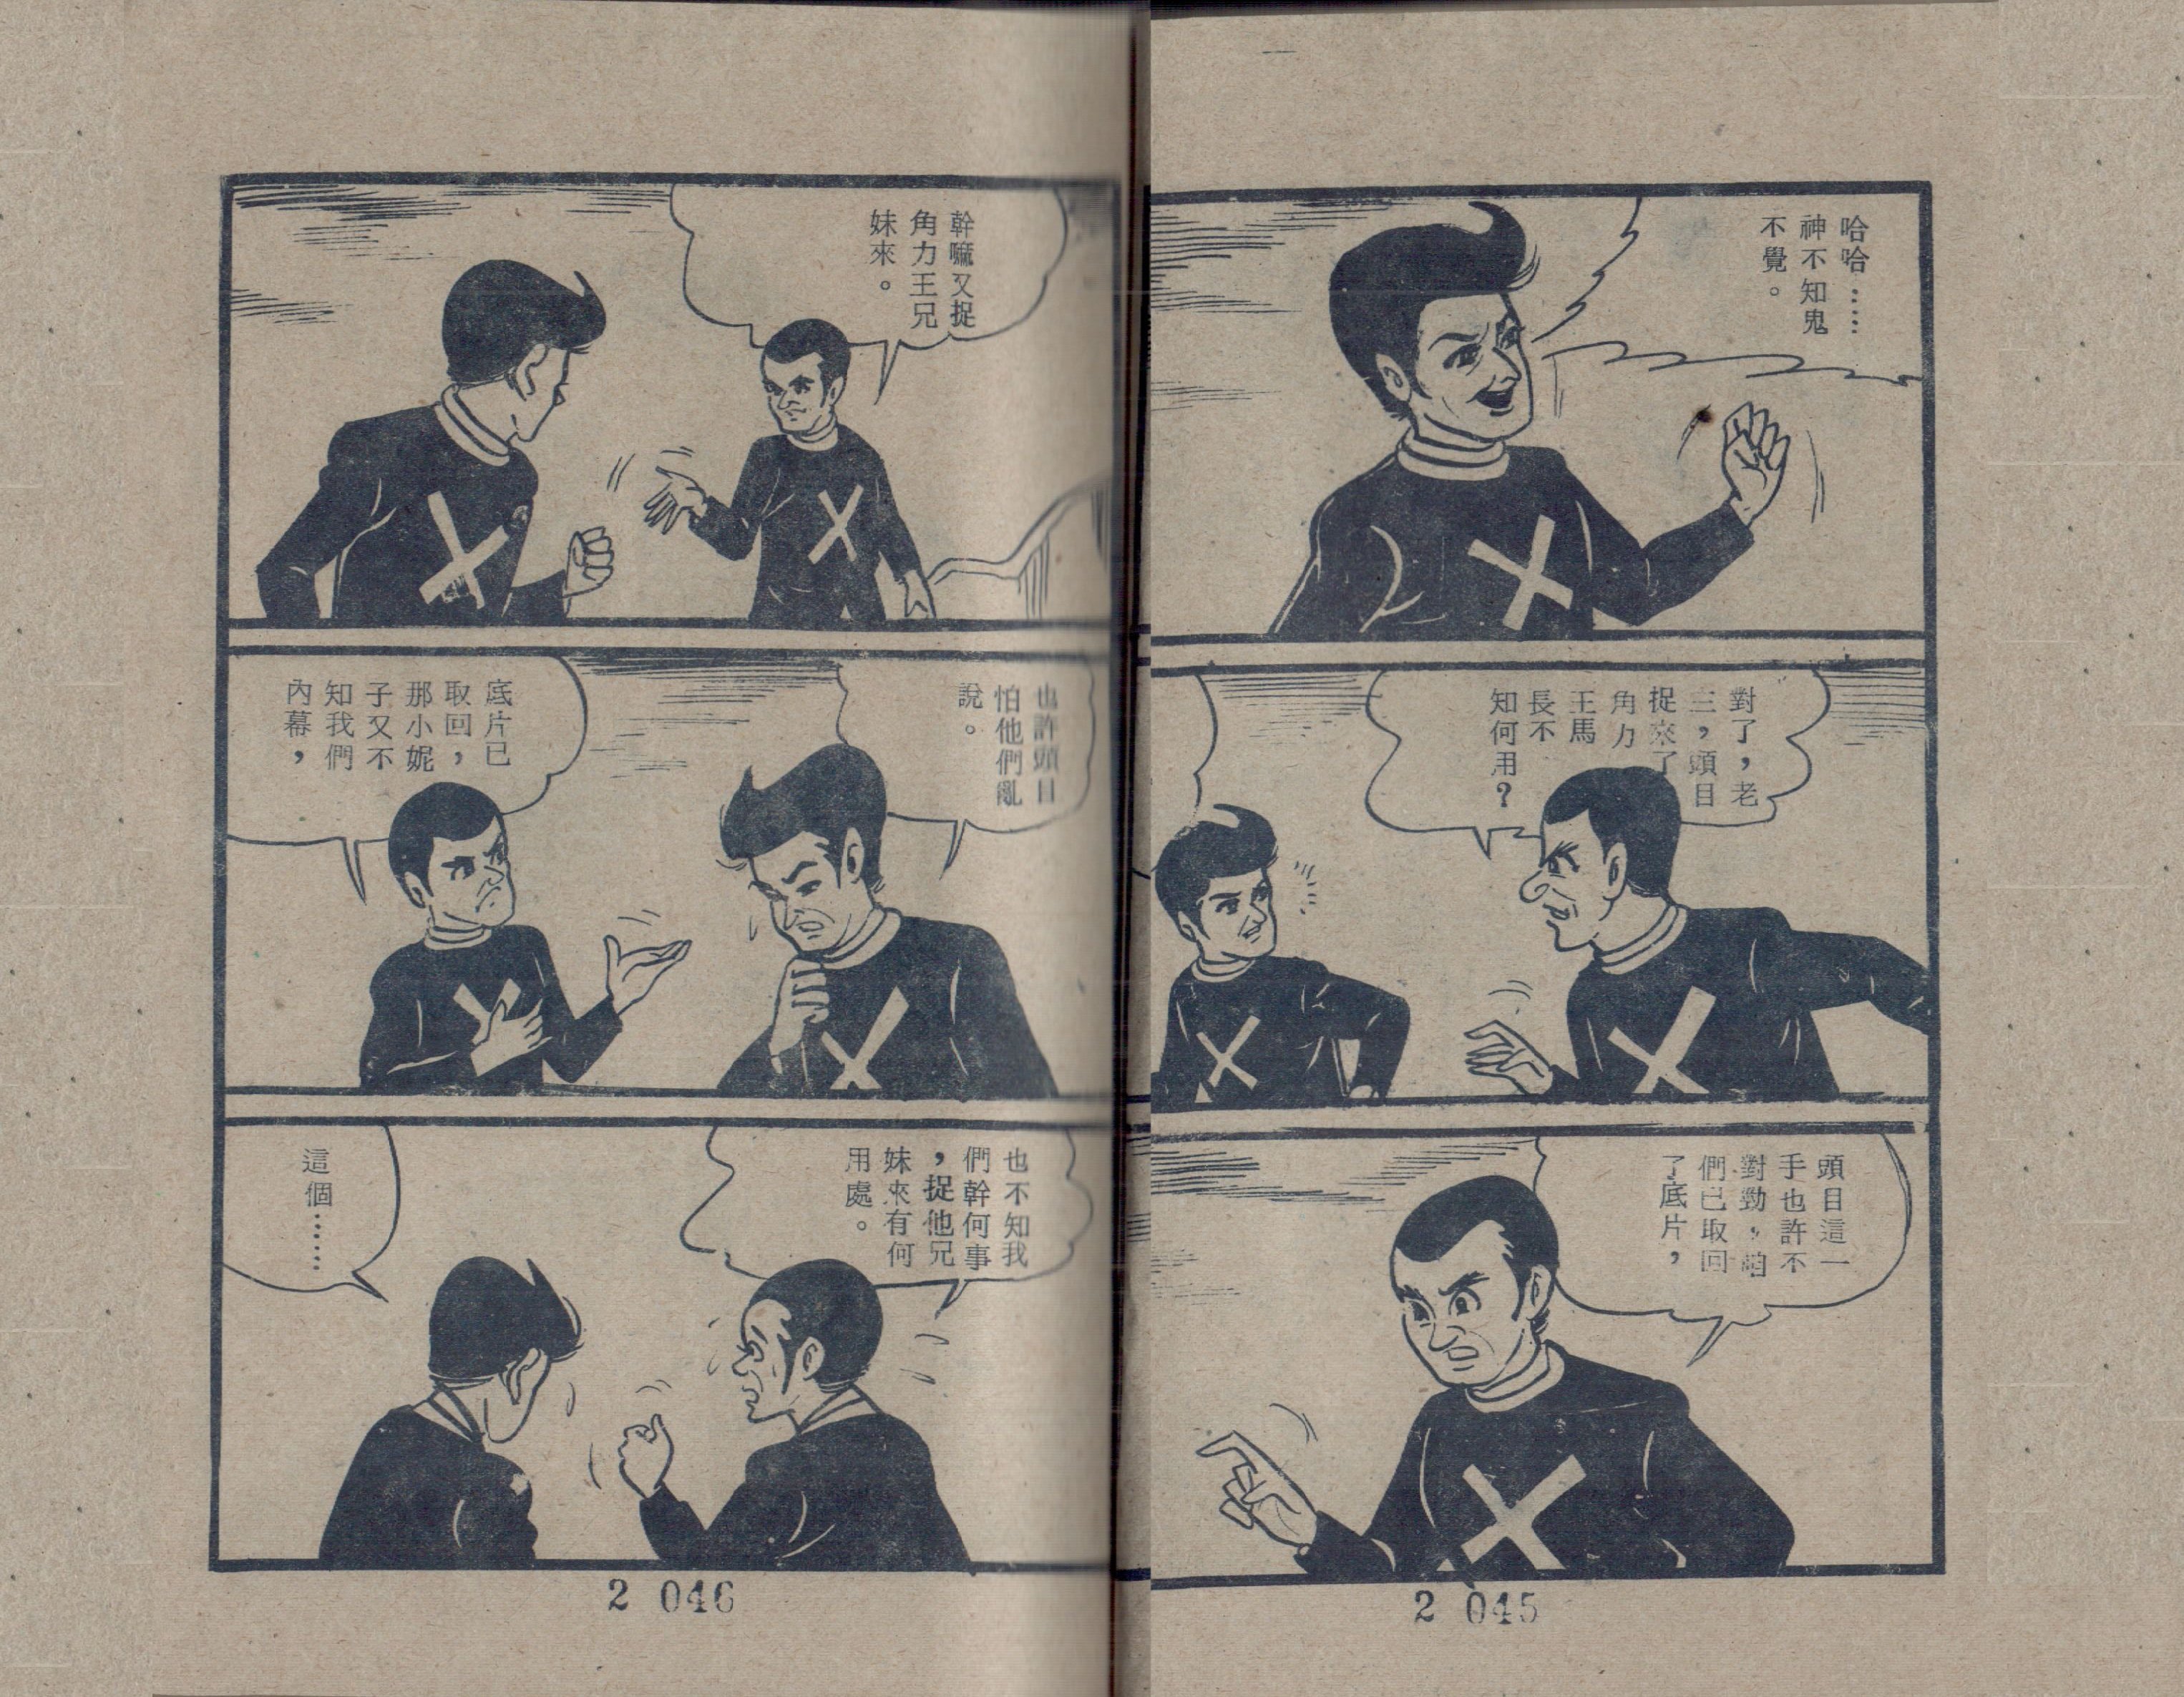 哈哈……
神不知鬼
不覺。
對了，老
三，頭目
捉來了
角力
王馬
長不
知何用？
頭目這一
手也許不
對勁，怕
們已取回
了底片，
2 045
幹嘛又捉
角力王兄
妹來。
也許頭目
怕他們亂
說。
底片已
取回，
那小妮
子又不
知我們
內幕，
也不知我
們幹何事
，捉他兄
妹來有何
用處。
這個……
2 046